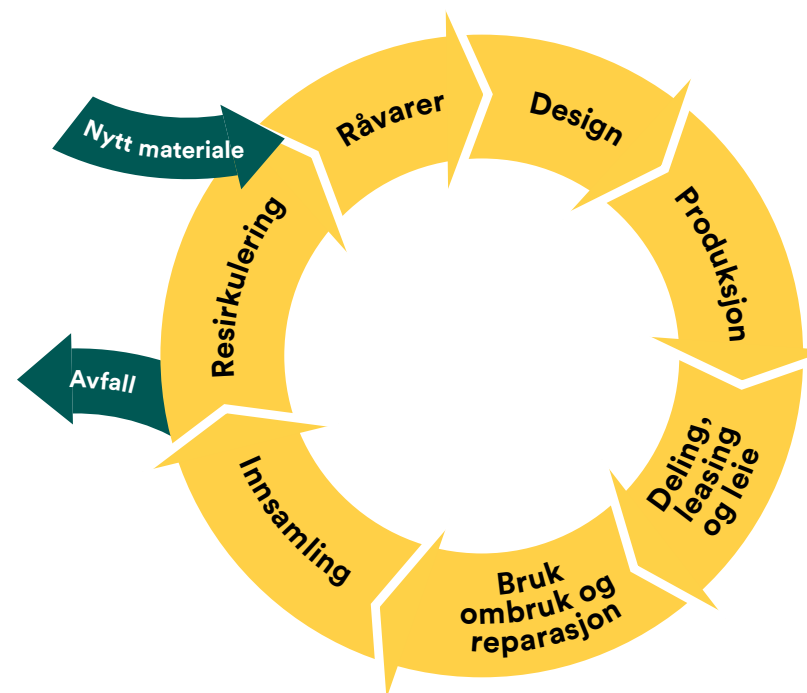 Nytt materiale
Råvarer
Design
Produksjon
Deling,
leasing
og leie
Bruk
ombruk og
reparasjon
Innsamling
Avfall
Resirkulering